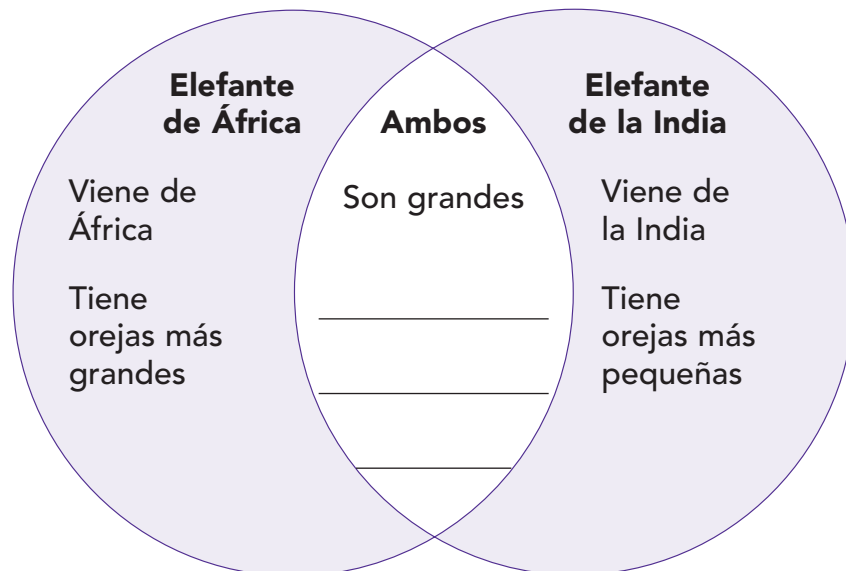 Elefante
de África
Viene de
África
Tiene
orejas más
grandes
Ambos
Son grandes
Elefante
de la India
Viene de
la India
Tiene
orejas más
pequeñas